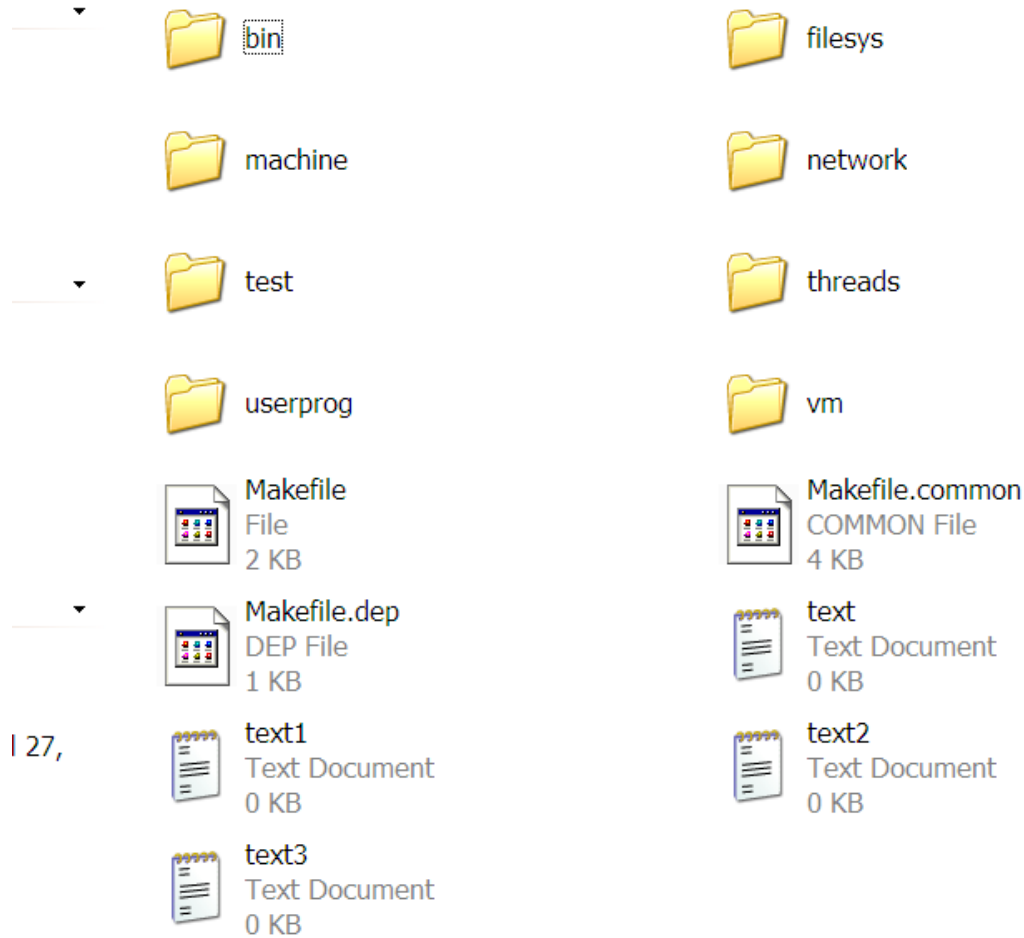 bin
filesys
machine
network
test
threads
userprog
vm
Makefile
File
2 KB
Makefile.common
COMMON File
4 KB
Makefile.dep
DEP File
1 KB
text
Text Document
0 KB
l 27,
text1
Text Document
0 KB
text2
Text Document
0 KB
text3
Text Document
0 KB